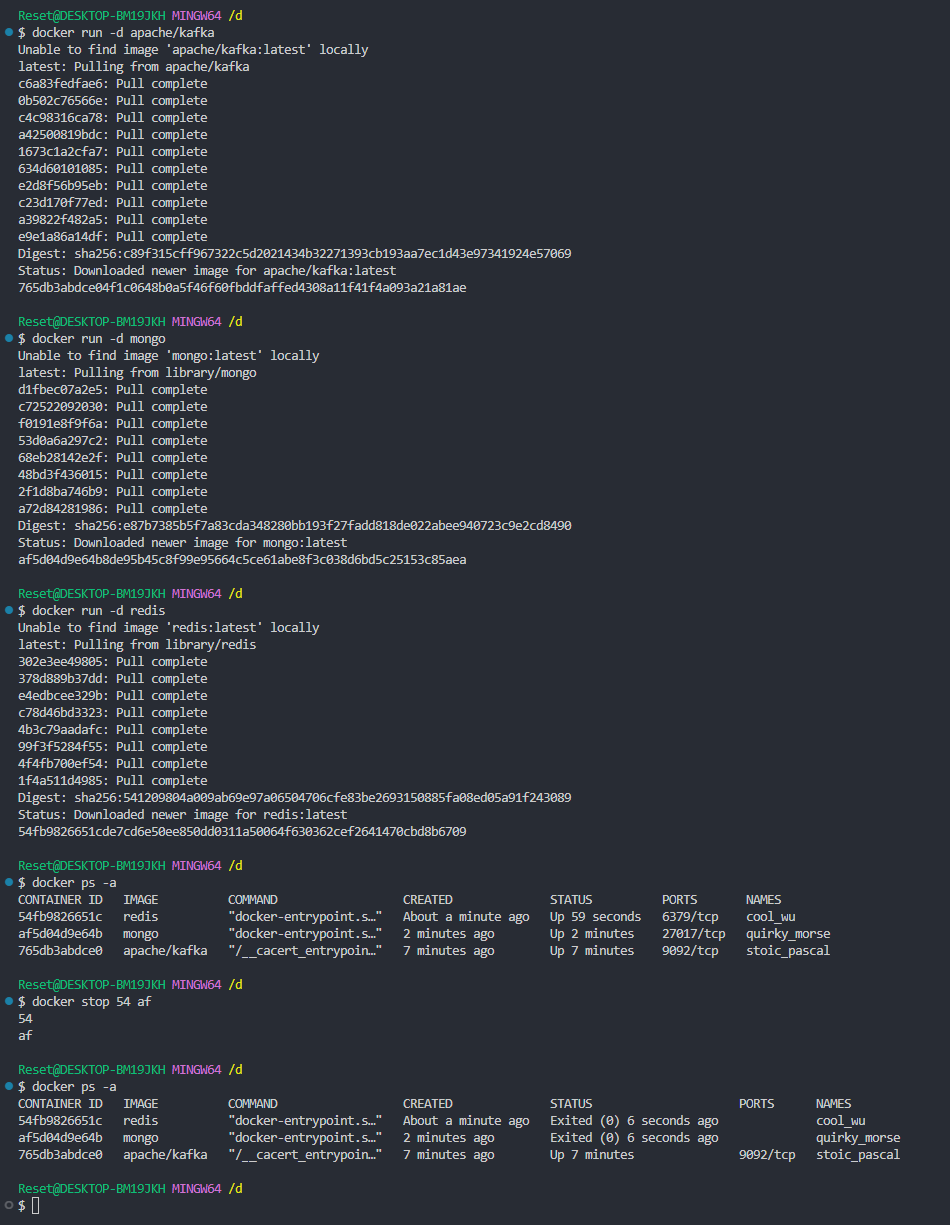 Reset@DESKTOP-BM19JKH MINGW64 /d
$ docker run -d apache/kafka
Unable to find image 'apache/kafka:latest' locally
latest: Pulling from apache/kafka
c6a83fedfae6: Pull complete
0b502c76566e: Pull complete
c4c98316ca78: Pull complete
a42500819bdc: Pull complete
1673c1a2cfa7: Pull complete
634d60101085: Pull complete
e2d8f56b95eb: Pull complete
c23d170f77ed: Pull complete
a39822f482a5: Pull complete
e9e1a86a14df: Pull complete
Digest: sha256:c89f315cff967322c5d2021434b32271393cb193aa7ec1d43e97341924e57069
Status: Downloaded newer image for apache/kafka:latest
765db3abdce04f1c0648b0a5f46f60fbddfaffed4308a11f41f4a093a21a81ae

Reset@DESKTOP-BM19JKH MINGW64 /d
$ docker run -d mongo
Unable to find image 'mongo:latest' locally
latest: Pulling from library/mongo
d1fbec07a2e5: Pull complete
c72522092030: Pull complete
f0191e8f9f6a: Pull complete
53d0a6a297c2: Pull complete
68eb28142e2f: Pull complete
48bd3f436015: Pull complete
2f1d8ba746b9: Pull complete
a72d84281986: Pull complete
Digest: sha256:e87b7385b5f7a83cda348280bb193f27fadd818de022abee940723c9e2cd8490
Status: Downloaded newer image for mongo:latest
af5d04d9e64b8de95b45c8f99e95664c5ce61abe8f3c038d6bd5c25153c85aea

Reset@DESKTOP-BM19JKH MINGW64 /d
$ docker run -d redis
Unable to find image 'redis:latest' locally
latest: Pulling from library/redis
302e3ee49805: Pull complete
378d889b37dd: Pull complete
e4edbcee329b: Pull complete
c78d46bd3323: Pull complete
4b3c79aadafc: Pull complete
99f3f5284f55: Pull complete
4f4fb700ef54: Pull complete
1f4a511d4985: Pull complete
Digest: sha256:541209804a009ab69e97a06504706cfe83be2693150885fa08ed05a91f243089
Status: Downloaded newer image for redis:latest
54fb9826651cde7cd6e50ee850dd0311a50064f630362cef2641470cbd8b6709

Reset@DESKTOP-BM19JKH MINGW64 /d
$ docker ps -a
CONTAINER ID   IMAGE          COMMAND                  CREATED              STATUS          PORTS       NAMES
54fb9826651c   redis          "docker-entrypoint.s…"   About a minute ago   Up 59 seconds   6379/tcp    cool_wu
af5d04d9e64b   mongo          "docker-entrypoint.s…"   2 minutes ago        Up 2 minutes    27017/tcp   quirky_morse
765db3abdce0   apache/kafka   "/__cacert_entrypoin…"   7 minutes ago        Up 7 minutes    9092/tcp    stoic_pascal

Reset@DESKTOP-BM19JKH MINGW64 /d
$ docker stop 54 af
54
af

Reset@DESKTOP-BM19JKH MINGW64 /d
$ docker ps -a
CONTAINER ID   IMAGE          COMMAND                  CREATED              STATUS                     PORTS      NAMES
54fb9826651c   redis          "docker-entrypoint.s…"   About a minute ago   Exited (0) 6 seconds ago              cool_wu
af5d04d9e64b   mongo          "docker-entrypoint.s…"   2 minutes ago        Exited (0) 6 seconds ago              quirky_morse
765db3abdce0   apache/kafka   "/__cacert_entrypoin…"   7 minutes ago        Up 7 minutes               9092/tcp   stoic_pascal

Reset@DESKTOP-BM19JKH MINGW64 /d
$